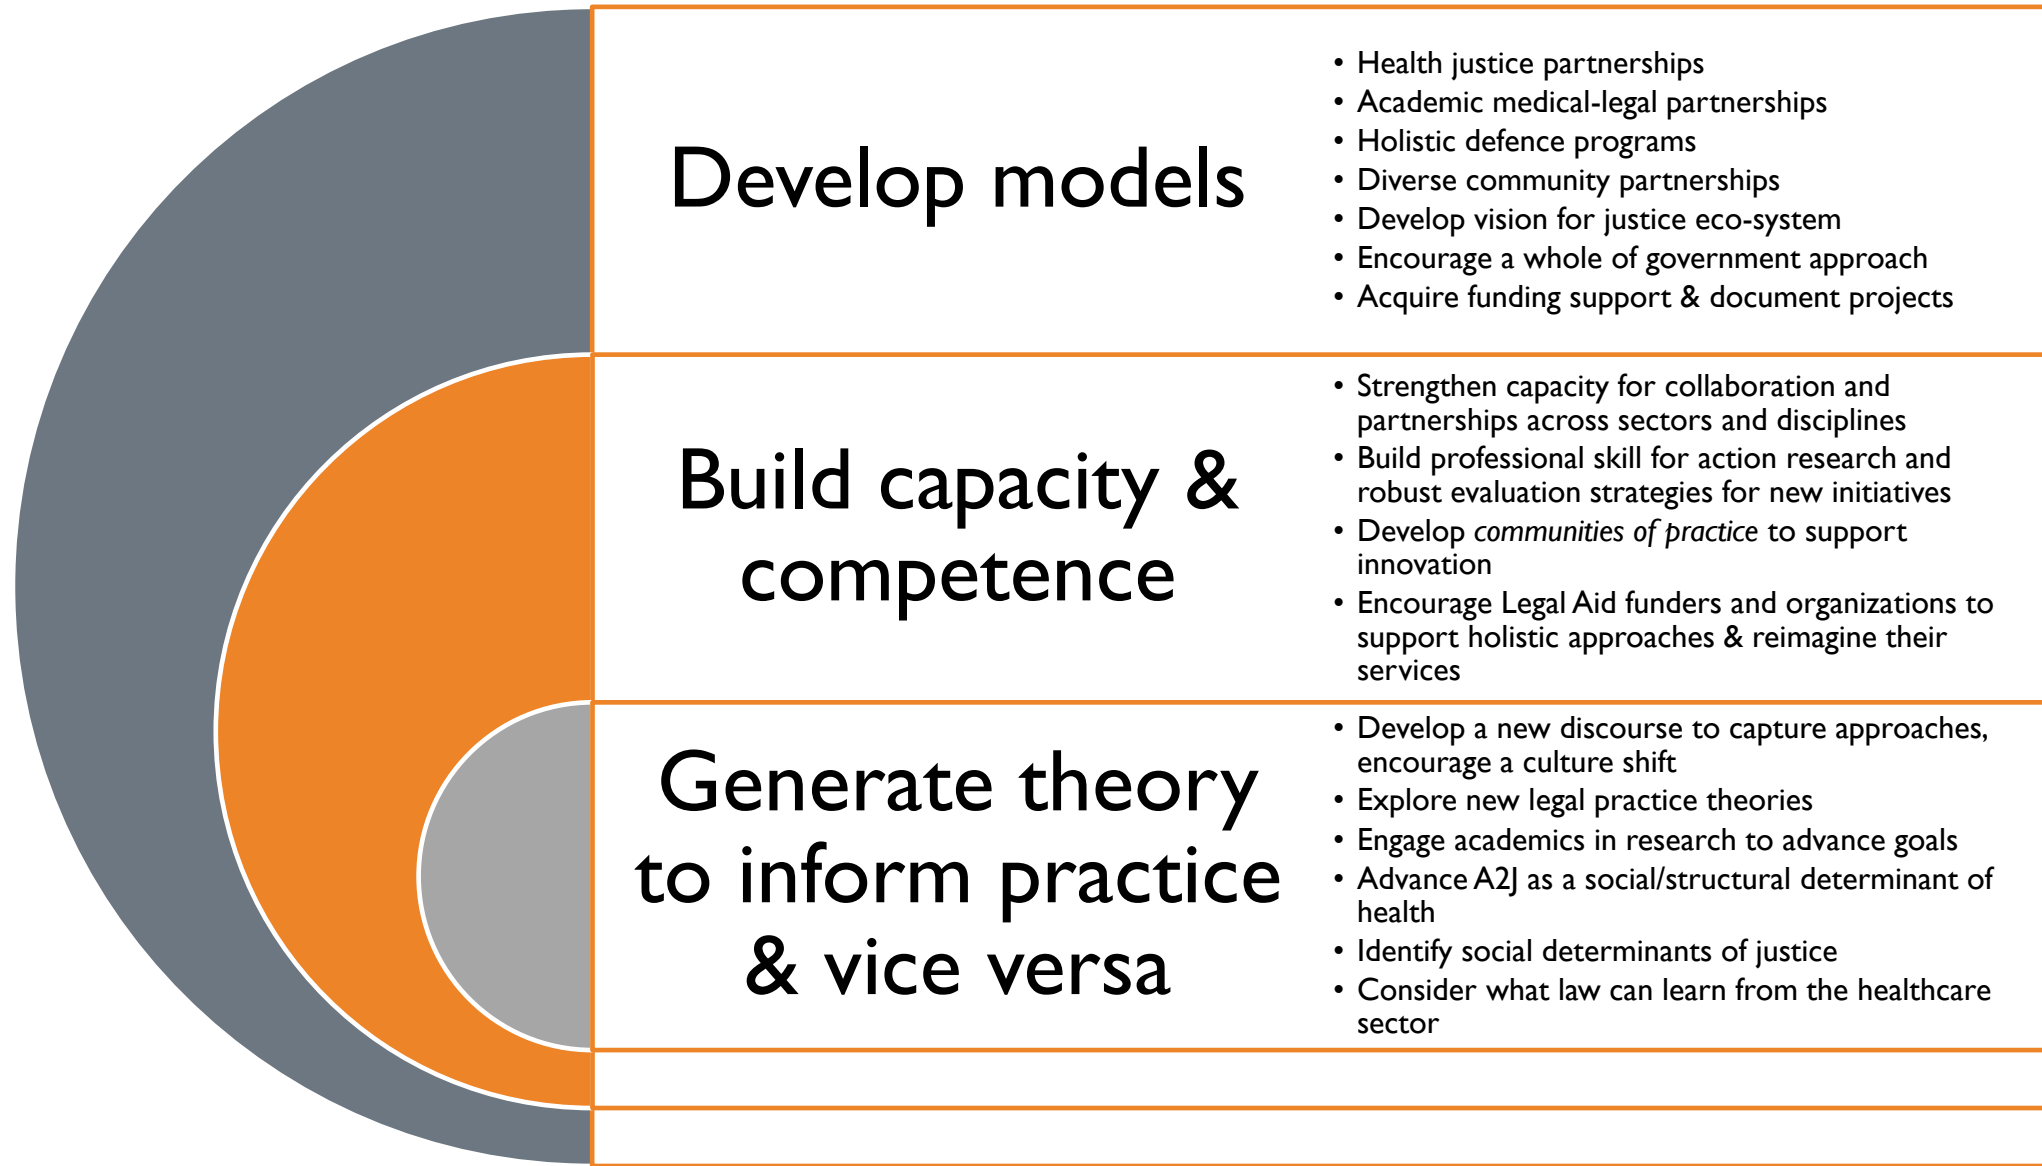 Develop models
• Health justice partnerships
• Academic medical-legal partnerships
• Holistic defence programs
• Diverse community partnerships
• Develop vision for justice eco-system
• Encourage a whole of government approach
• Acquire funding support & document projects
Build capacity &
competence
• Strengthen capacity for collaboration and
partnerships across sectors and disciplines
• Build professional skill for action research and
robust evaluation strategies for new initiatives
• Develop communities of practice to support
innovation
• Encourage Legal Aid funders and organizations to
support holistic approaches & reimagine their
services
Generate theory
to inform practice
& vice versa
• Develop a new discourse to capture approaches,
encourage a culture shift
• Explore new legal practice theories
• Engage academics in research to advance goals
• Advance A2J as a social/structural determinant of
health
• Identify social determinants of justice
• Consider what law can learn from the healthcare
sector